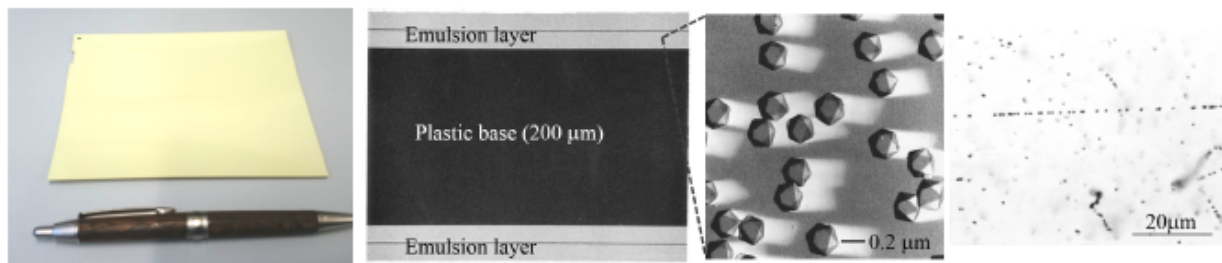 Emulsion layer
Plastic base (200 μm)
Emulsion layer
0.2 μm
20μm